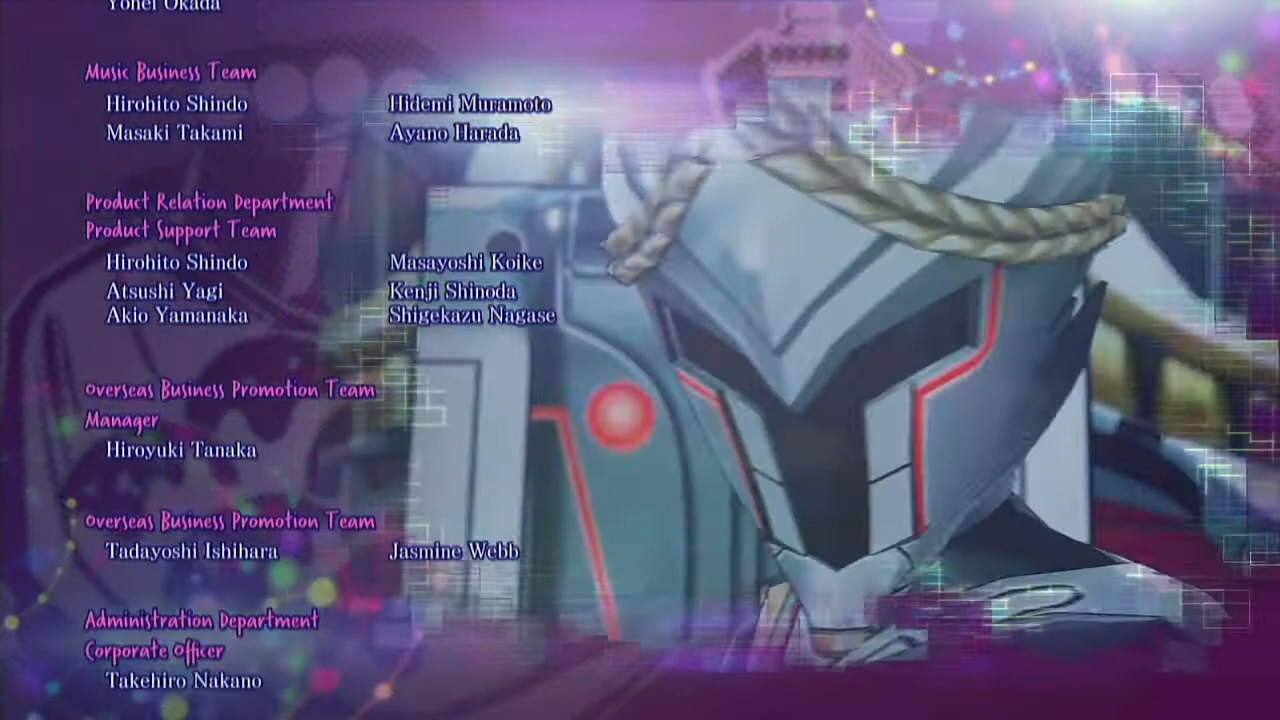 Yohei Okada
Music Business Team
Hirohito Shindo Hidemi Muramoto
Masaki Takami Ayano Harada
Product Relation Department
Product Support Team
Hirohito Shindo Masayoshi Koike
Atsushi Yagi Kenji Shinoda
Akio Yamanaka Shigekazu Nagase
Overseas Business Promotion Team
Manager
Hiroyuki Tanaka
Overseas Business Promotion Team
Tadayoshi Ishihara Jasmine Webb
Administration Department
Corporate Officer
Takehiro Nakano